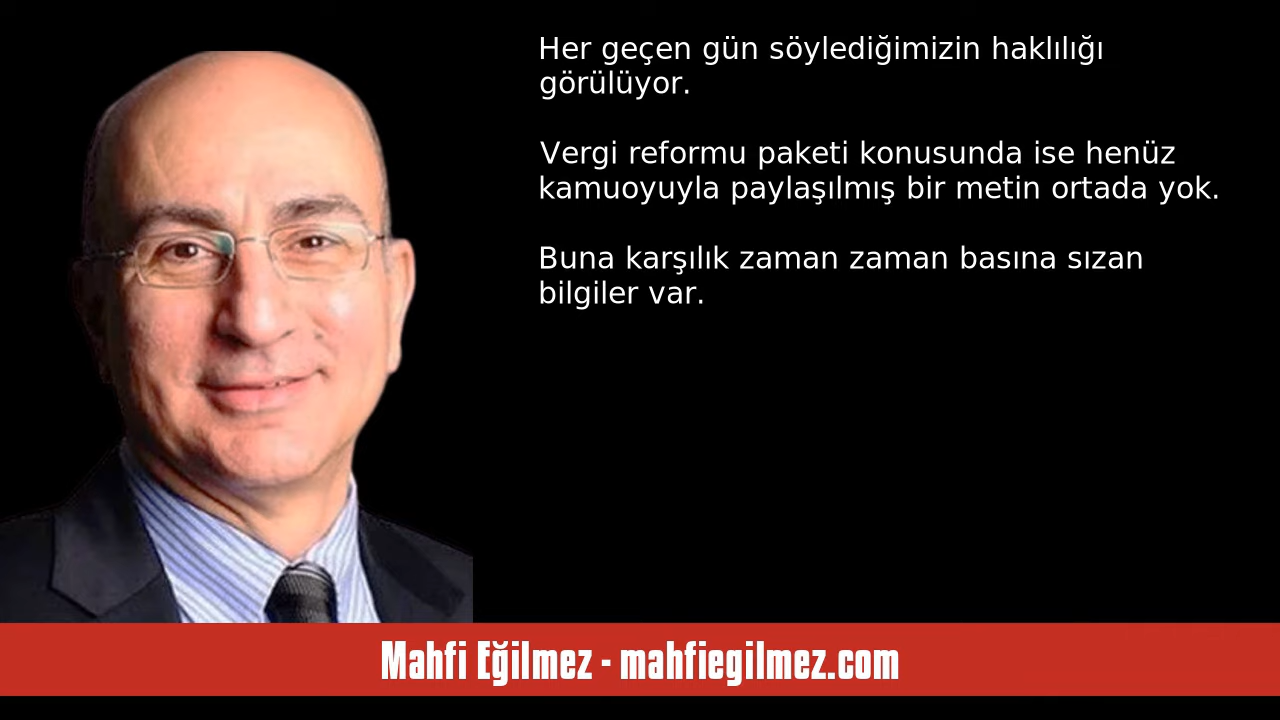 Her geçen gün söylediğimizin haklılığı
görülüyor.
Vergi reformu paketi konusunda ise henüz
kamuoyuyla paylaşılmış bir metin ortada yok.
Buna karşılık zaman zaman basına sızan
bilgiler var.
Mahfi Eğilmez - mahfiegilmez.com